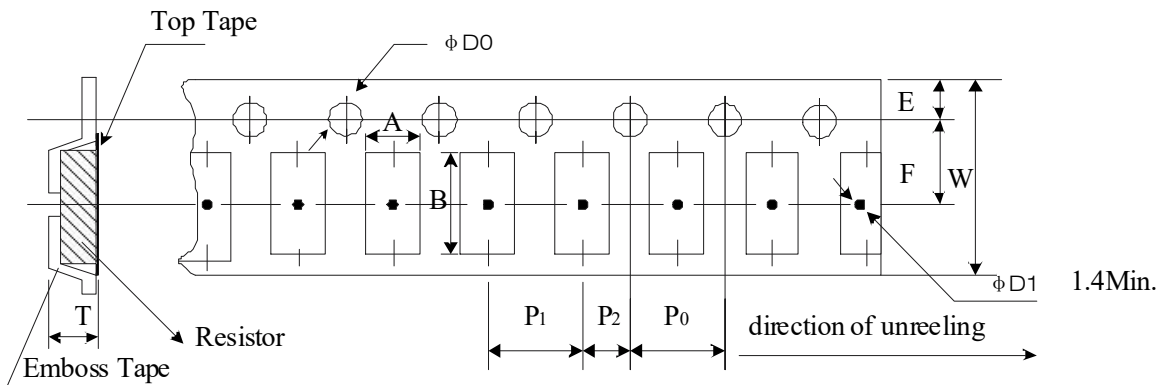 Top Tape
φD0
A
E
F
W
B
φD1 1.4Min.
T
P1
P2
P0
direction of unreeling
Resistor
Emboss Tape